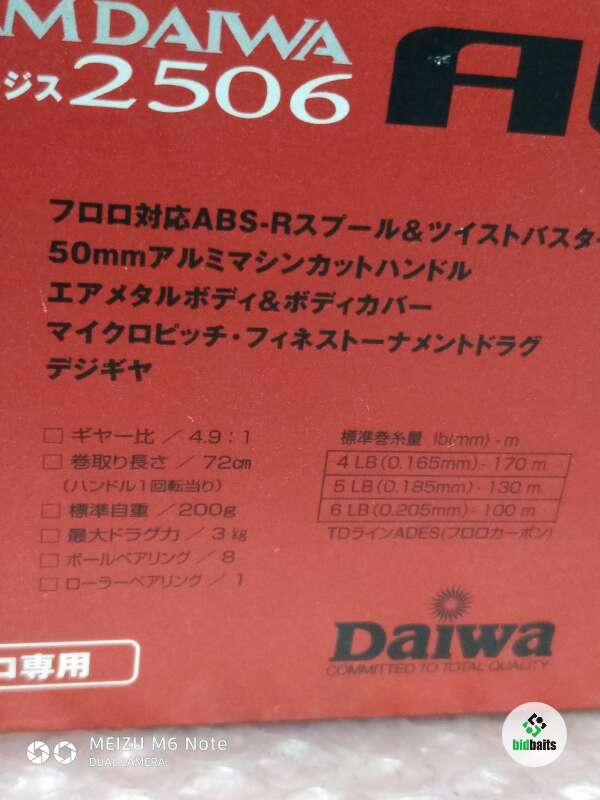 MDAIWA
ジス2506
A
フロロ対応ABS-Rスプール&ツイストバスター
50mmアルミマシンカットハンドル
エアメタルボディ&ボディカバー
マイクロピッチ・フィネストーナメントドラグ
デジギヤ
□ ギヤー比／4.9：1
□ 巻取り長さ／72cm
(ハンドル1回転当り)
□ 標準自重／200g
□ 最大ドラグ力／3kg
□ ボールベアリング／8
□ ローラーベアリング／1
標準巻糸量 lb(mm)-m
4 LB(0.165mm)-170 m
5 LB(0.185mm)-130 m
6 LB(0.205mm)-100 m
TDラインADES(フロロカーボン)
ロ専用
Daiwa
COMMITTED TO TOTAL QUALITY
MEIZU M6 Note
DUAL CAMERA
bidbaits